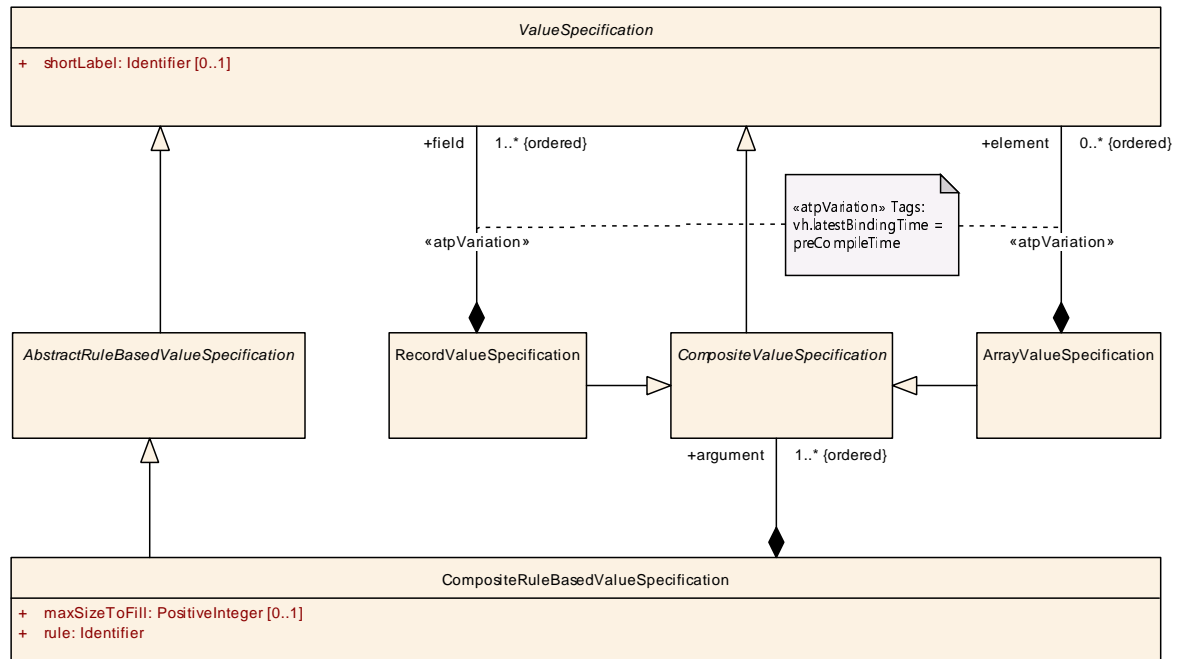 ValueSpecification
+ shortLabel: Identifier [0..1]
+field 1..* {ordered}
+element 0..* {ordered}
«atpVariation» Tags:
vh.latestBindingTime =
preCompileTime
«atpVariation»
«atpVariation»
AbstractRuleBasedValueSpecification
RecordValueSpecification
CompositeValueSpecification
ArrayValueSpecification
+argument 1..* {ordered}
CompositeRuleBasedValueSpecification
+ maxSizeToFill: PositiveInteger [0..1]
+ rule: Identifier